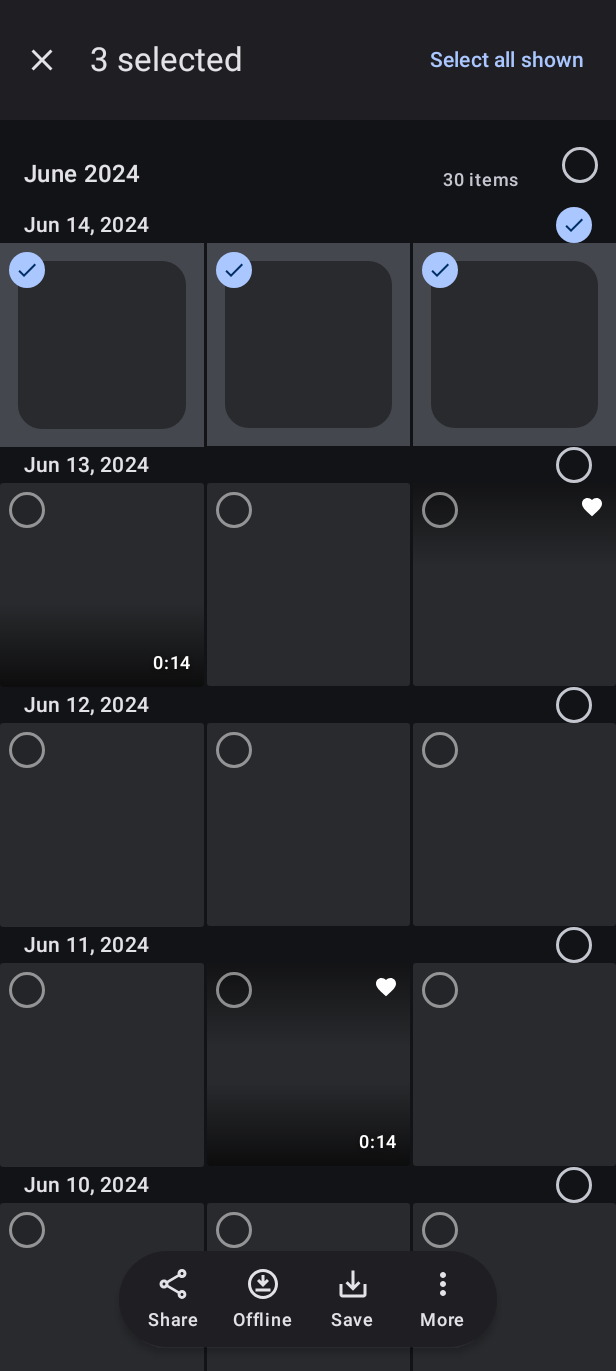 3 selected
Select all shown
June 2024
30 items
Jun 14, 2024
Jun 13, 2024
0:14
Jun 12, 2024
Jun 11, 2024
0:14
Jun 10, 2024
Share
Offline
Save
More